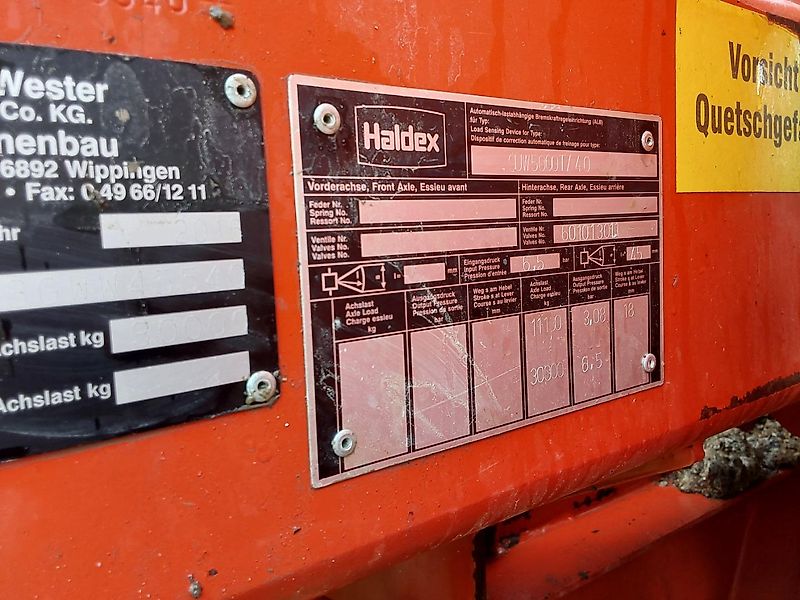 Wester
Co. KG.
nenbau
6892 Wippingen
• Fax: 0 49 66/12 11
hr
Achslast kg
Achslast kg
Haldex
Automatisch-lastabhängige Bremskraftregeleinrichtung (ALB)
für Typ:
Load Sensing Device for Type:
Dispositif de correction automatique de freinage pour type:
Vorderachse, Front Axle, Essieu avant
Hinterachse, Rear Axle, Essieu arrière
Feder Nr.
Spring No.
Ressort No.
Feder Nr.
Spring No.
Ressort No.
Ventile Nr.
Valves No.
Valves No.
Ventile Nr.
Valves No.
Valves No.
Eingangsdruck
Input Pressure
Pression d'entrée
6,5 bar
mm
Achslast
Axle Load
Charge essieu
kg
Ausgangsdruck
Output Pressure
Pression de sortie
bar
Weg s am Hebel
Stroke s at Lever
Course s au levier
mm
Achslast
Axle Load
Charge essieu
kg
Ausgangsdruck
Output Pressure
Pression de sortie
bar
Weg s am Hebel
Stroke s at Lever
Course s au levier
3,08
18
30000
6,5
Vorsicht
Quetschgefa